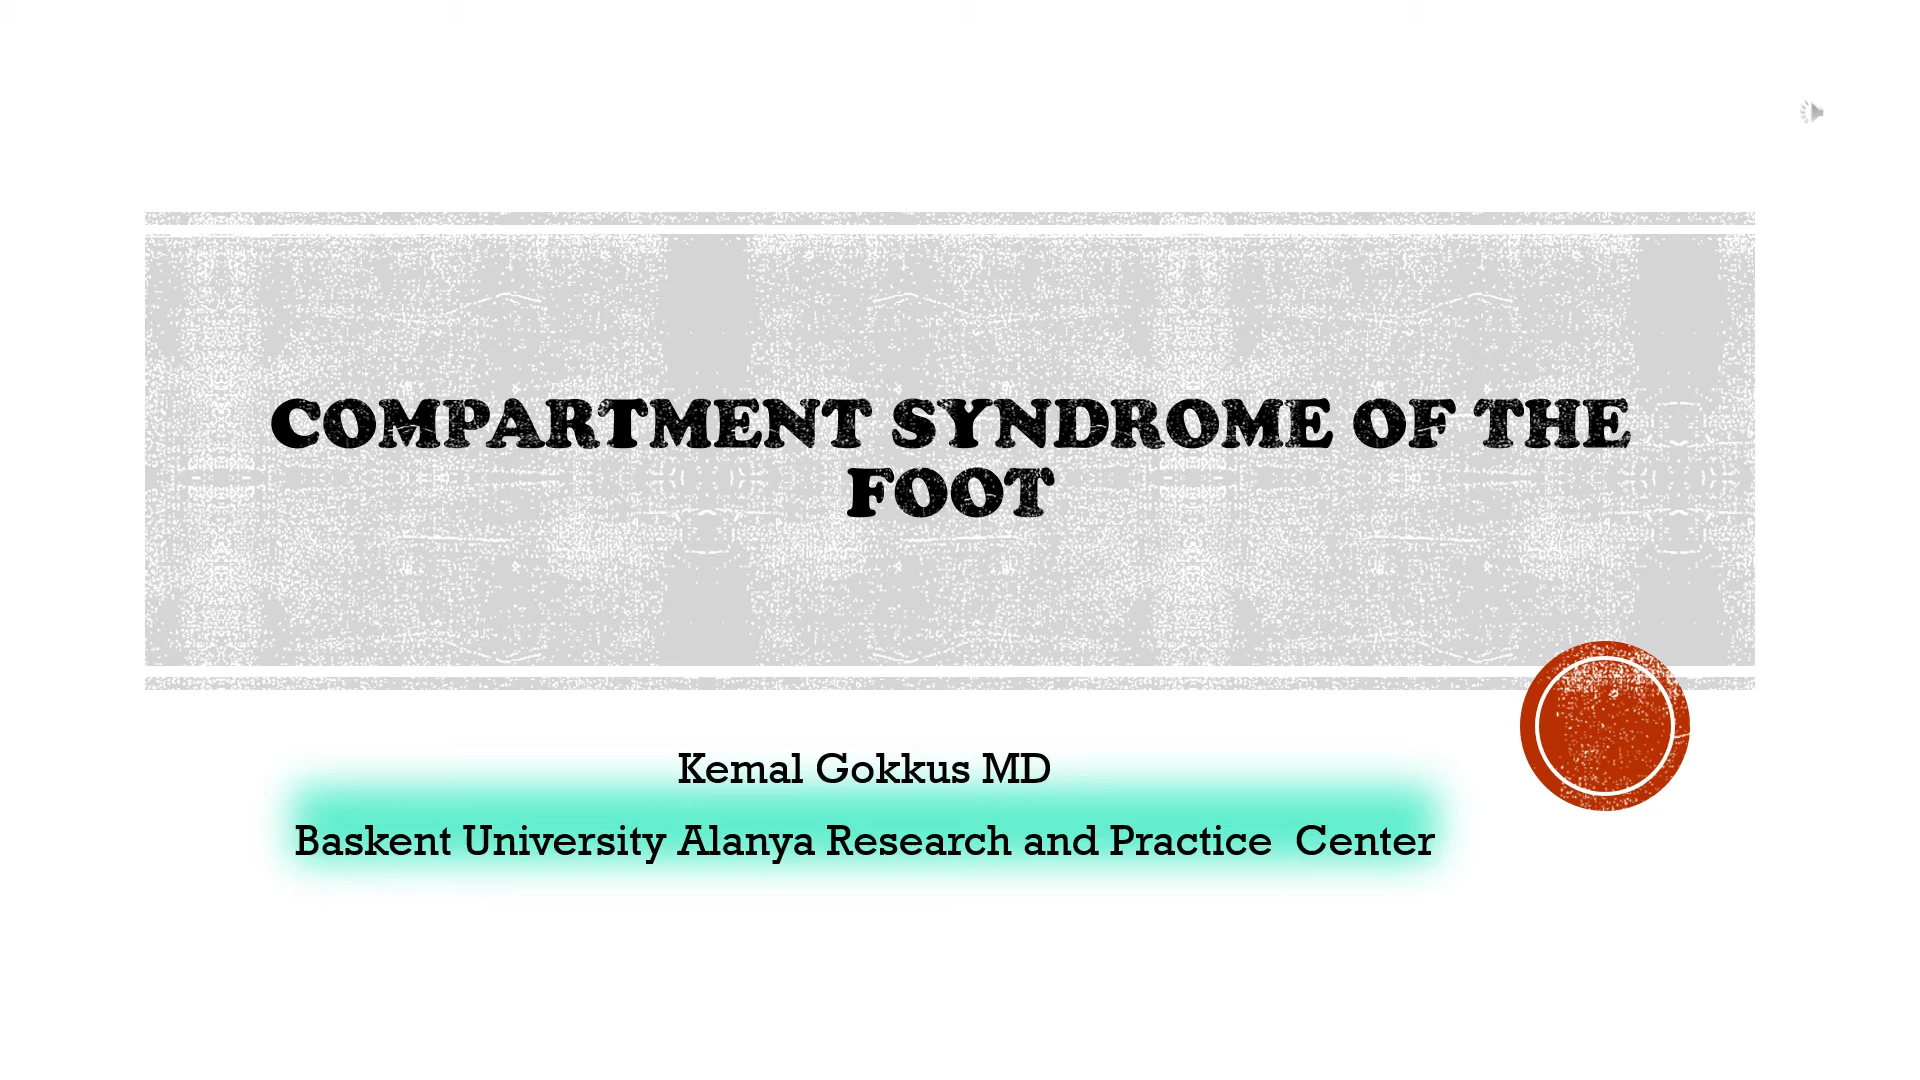 COMPARTMENT SYNDROME OF THE
FOOT
Kemal Gokkus MD
Baskent University Alanya Research and Practice Center